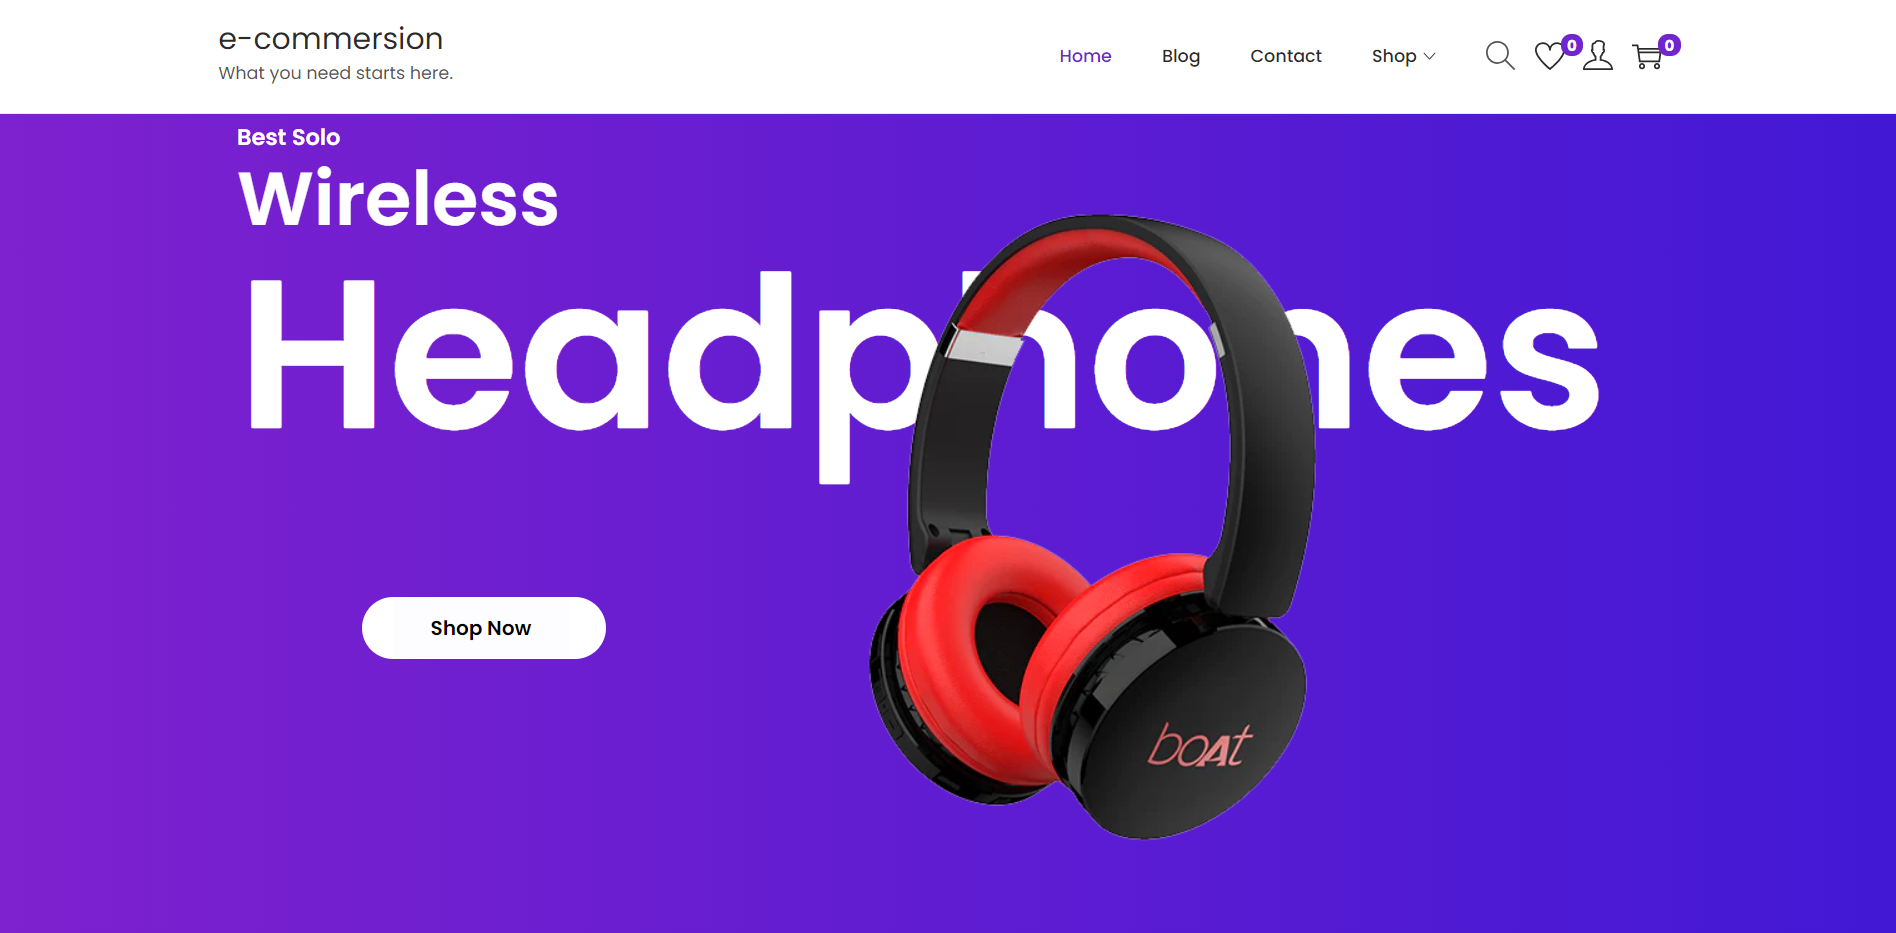 e-commersion
What you need starts here.
Home Blog Contact Shop 0 0
Best Solo
Wireless
Headphones
Shop Now
boAt